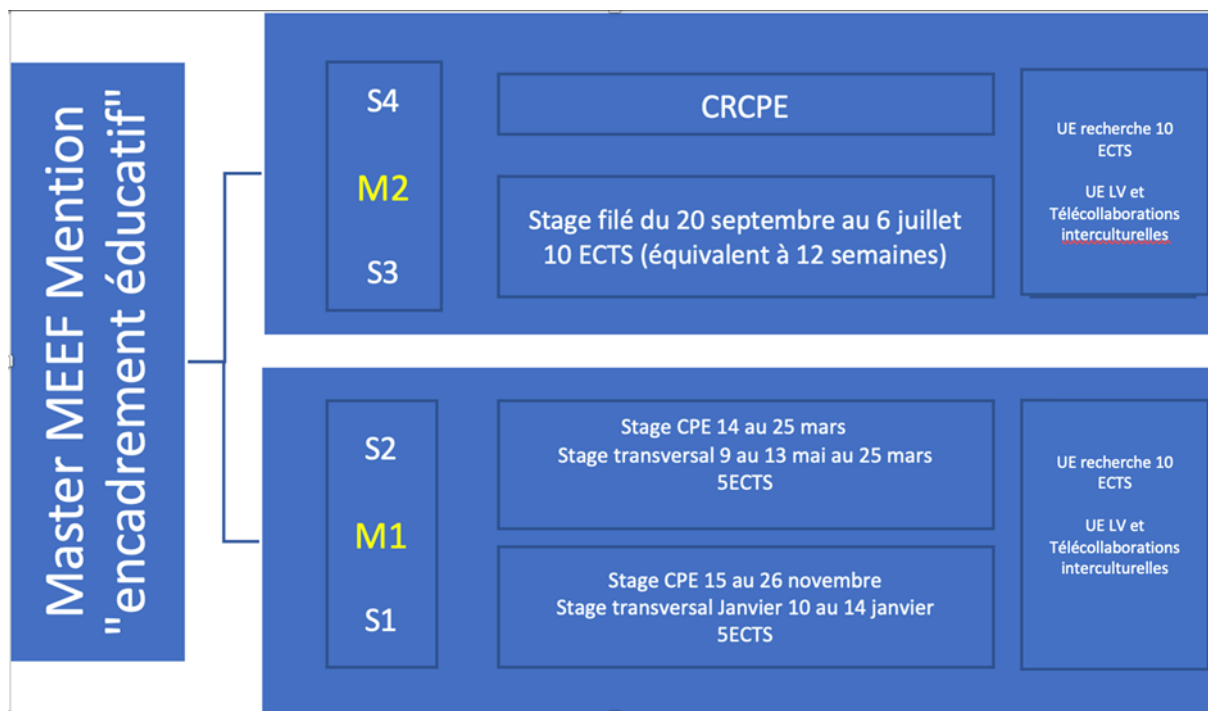 Master MEEF Mention
"encadrement éducatif"
S4
M2
S3
CRCPE
Stage filé du 20 septembre au 6 juillet
10 ECTS (équivalent à 12 semaines)
UE recherche 10
ECTS
UE LV et
Télécollaborations
interculturelles
S2
M1
S1
Stage CPE 14 au 25 mars
Stage transversal 9 au 13 mai au 25 mars
5ECTS
Stage CPE 15 au 26 novembre
Stage transversal Janvier 10 au 14 janvier
5ECTS
UE recherche 10
ECTS
UE LV et
Télécollaborations
interculturelles